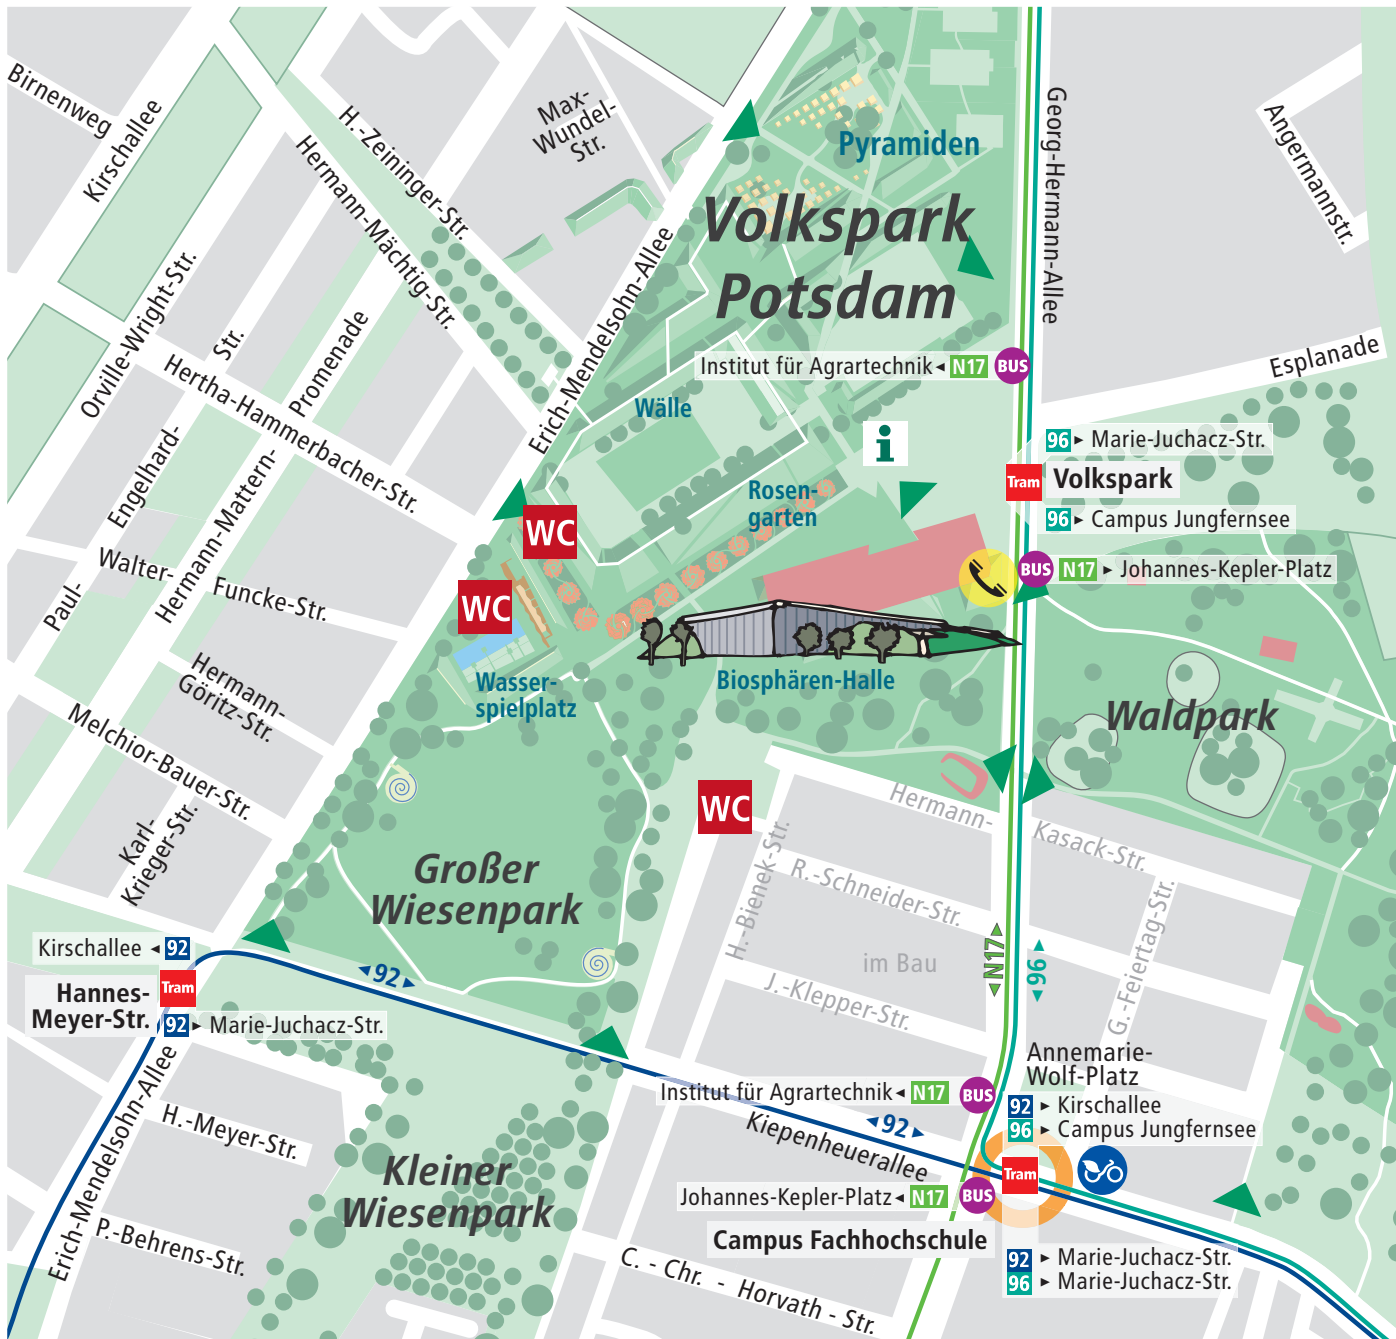 Birnenweg
Kirschallee
H.-Zeininger-Str.
Hermann-Mächtig-Str.
Max-
Wundel-
Str.
Pyramiden
Volkspark
Potsdam
Georg-Hermann-Allee
Angermannstr.
Esplanade
Orville-Wright-Str.
Hertha-Hammerbacher-Str.
Paul-
Engelhard-
Str.
Hermann-Mattern-
Promenade
Erich-Mendelsohn-Allee
Institut für Agrartechnik ◂ N17 BUS
Wälle
i
96 ▸ Marie-Juchacz-Str.
Tram Volkspark
96 ▸ Campus Jungfernsee
Rosen-
garten
WC
BUS N17 ▸ Johannes-Kepler-Platz
Walter-
Funcke-Str.
WC
Hermann-
Göritz-Str.
Wasser-
spielplatz
Biosphären-Halle
Waldpark
Melchior-Bauer-Str.
Karl-
Krieger-Str.
WC
Hermann-
Kasack-Str.
H.-Bienek-Str.
R.-Schneider-Str.
G.-Feiertag-Str.
Großer
Wiesenpark
im Bau
J.-Klepper-Str.
◂N17▸
◂96▸
Kirschallee ◂ 92
Tram
Hannes-
Meyer-Str.
92 ▸ Marie-Juchacz-Str.
◂92▸
Erich-Mendelsohn-Allee
H.-Meyer-Str.
P.-Behrens-Str.
Kleiner
Wiesenpark
Annemarie-
Wolf-Platz
Institut für Agrartechnik ◂ N17 BUS
92 ▸ Kirschallee
96 ▸ Campus Jungfernsee
◂92▸
Kiepenheuerallee
Tram
Johannes-Kepler-Platz ◂ N17 BUS
Campus Fachhochschule
92 ▸ Marie-Juchacz-Str.
96 ▸ Marie-Juchacz-Str.
C. - Chr. - Horvath - Str.